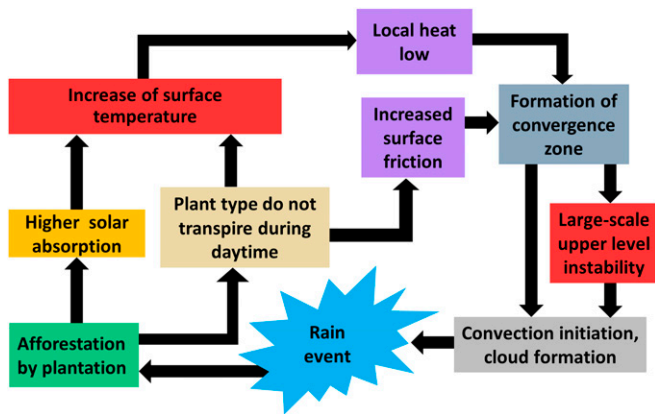 Local heat
low
Increase of surface
temperature
Formation of
convergence
zone
Increased
surface
friction
Plant type do not
transpire during
daytime
Higher solar
absorption
Large-scale
upper level
instability
Rain
event
Convection initiation,
cloud formation
Afforestation
by plantation